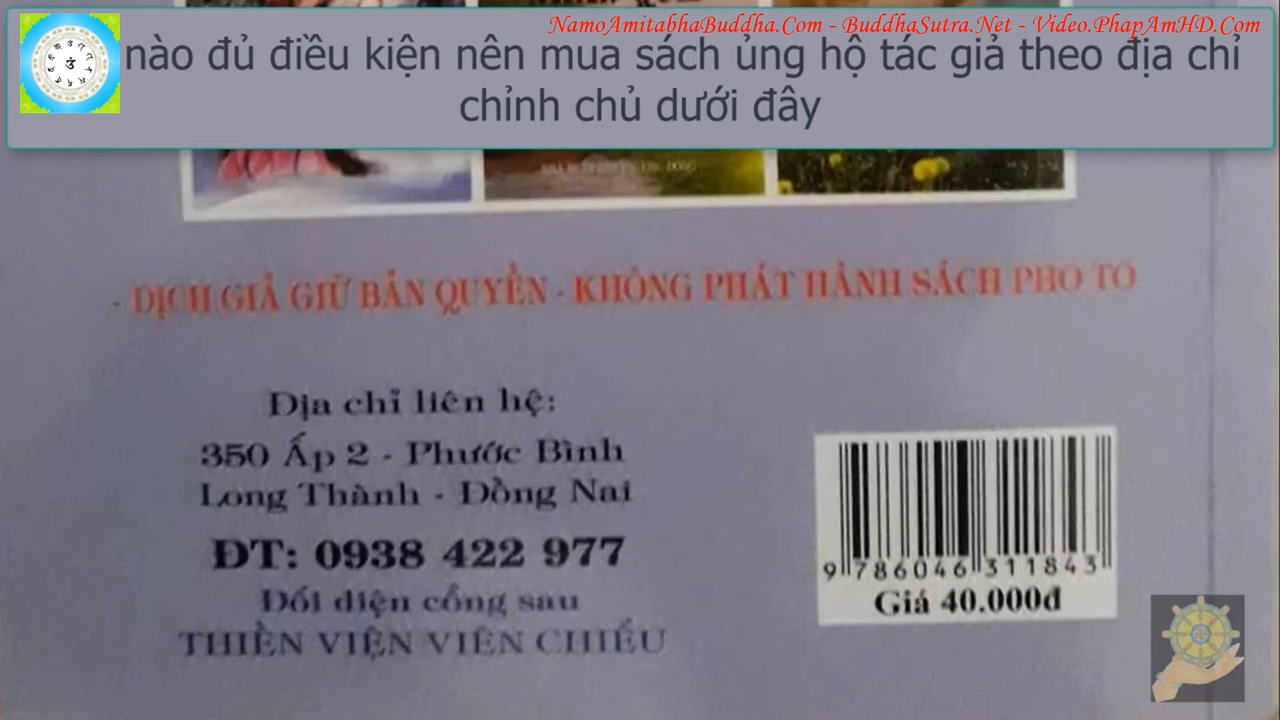 NamoAmitabhaBuddha.Com - BuddhaSutra.Net - Video.PhapAmHD.Com
nào đủ điều kiện nên mua sách ủng hộ tác giả theo địa chỉ
chỉnh chủ dưới đây
- DỊCH GIẢ GIỮ BẢN QUYỀN - KHÔNG PHÁT HÀNH SÁCH PHO TO
Địa chỉ liên hệ:
350 Ấp 2 - Phước Bình
Long Thành - Đồng Nai
ĐT: 0938 422 977
Đối diện cổng sau
THIỀN VIỆN VIÊN CHIẾU
9 786046 311843
Giá 40.000đ